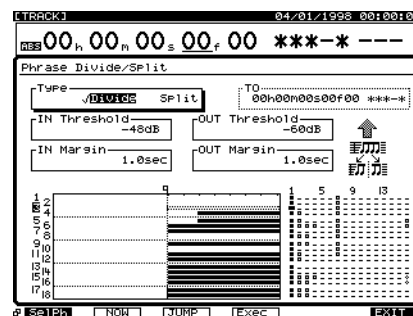 [TRACK] 04/01/1998 00:00:0
ABS 00h 00m 00s 00f 00 ***-* ---
Phrase Divide/Split
Type
√Divide Split
TO
00h00m00s00f00 ***-*
IN Threshold
-48dB
OUT Threshold
-60dB
IN Margin
1.0sec
OUT Margin
1.0sec
9 1 5 9 13
1 2
3 4
5 6
7 8
9 10
11 12
13 14
15 16
17 18
SelPh NOW JUMP Exec EXIT